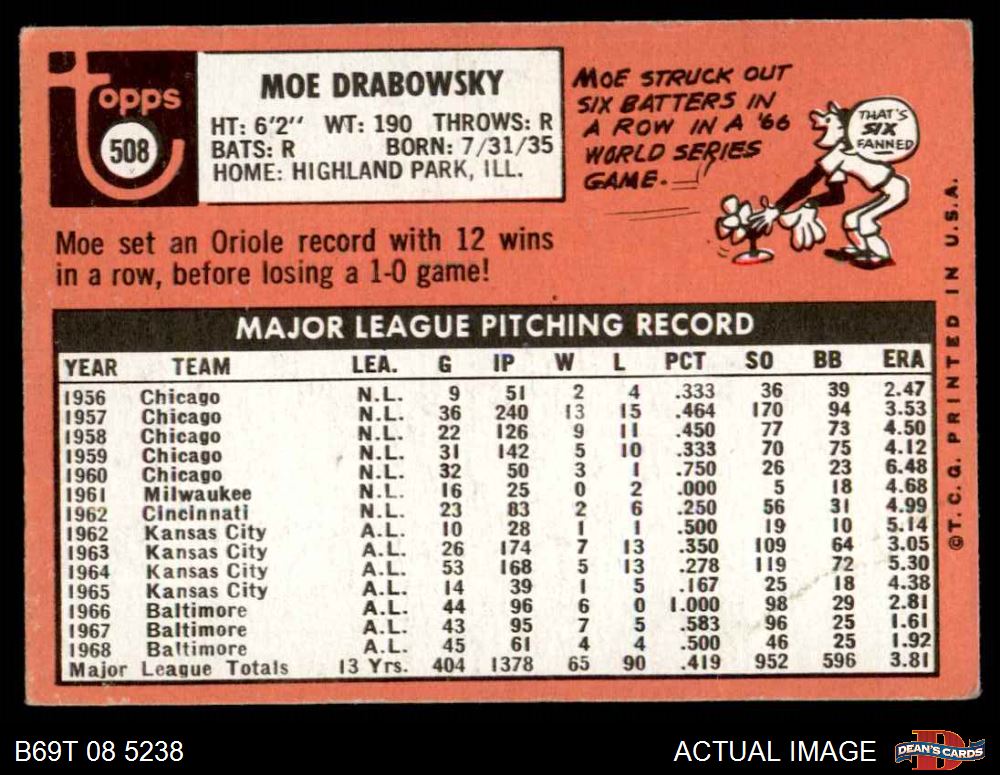 topps
508
MOE DRABOWSKY
HT: 6'2" WT: 190 THROWS: R
BATS: R BORN: 7/31/35
HOME: HIGHLAND PARK, ILL.
MOE STRUCK OUT
SIX BATTERS IN
A ROW IN A '66
WORLD SERIES
GAME.
THAT'S
SIX
FANNED
Moe set an Oriole record with 12 wins
in a row, before losing a 1-0 game!
MAJOR LEAGUE PITCHING RECORD
YEAR TEAM LEA. G IP W L PCT SO BB ERA
1956 Chicago N.L. 9 51 2 4 .333 36 39 2.47
1957 Chicago N.L. 36 240 13 15 .464 170 94 3.53
1958 Chicago N.L. 22 126 9 11 .450 77 73 4.50
1959 Chicago N.L. 31 142 5 10 .333 70 75 4.12
1960 Chicago N.L. 32 50 3 1 .750 26 23 6.48
1961 Milwaukee N.L. 16 25 0 2 .000 5 18 4.68
1962 Cincinnati N.L. 23 83 2 6 .250 56 31 4.99
1962 Kansas City A.L. 10 28 1 1 .500 19 10 5.14
1963 Kansas City A.L. 26 174 7 13 .350 109 64 3.05
1964 Kansas City A.L. 53 168 5 13 .278 119 72 5.30
1965 Kansas City A.L. 14 39 1 5 .167 25 18 4.38
1966 Baltimore A.L. 44 96 6 0 1.000 98 29 2.81
1967 Baltimore A.L. 43 95 7 5 .583 96 25 1.61
1968 Baltimore A.L. 45 61 4 4 .500 46 25 1.92
Major League Totals 13 Yrs. 404 1378 65 90 .419 952 596 3.81
©T. C. G. PRINTED IN U.S.A.
B69T 08 5238
ACTUAL IMAGE
DEAN'S CARDS